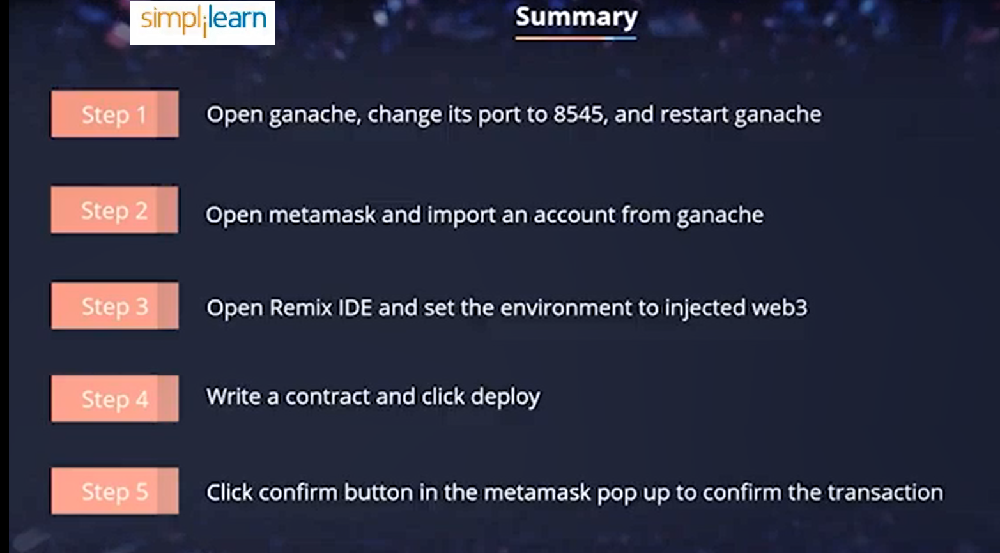 simplilearn
Summary
Step 1
Open ganache, change its port to 8545, and restart ganache
Step 2
Open metamask and import an account from ganache
Step 3
Open Remix IDE and set the environment to injected web3
Step 4
Write a contract and click deploy
Step 5
Click confirm button in the metamask pop up to confirm the transaction